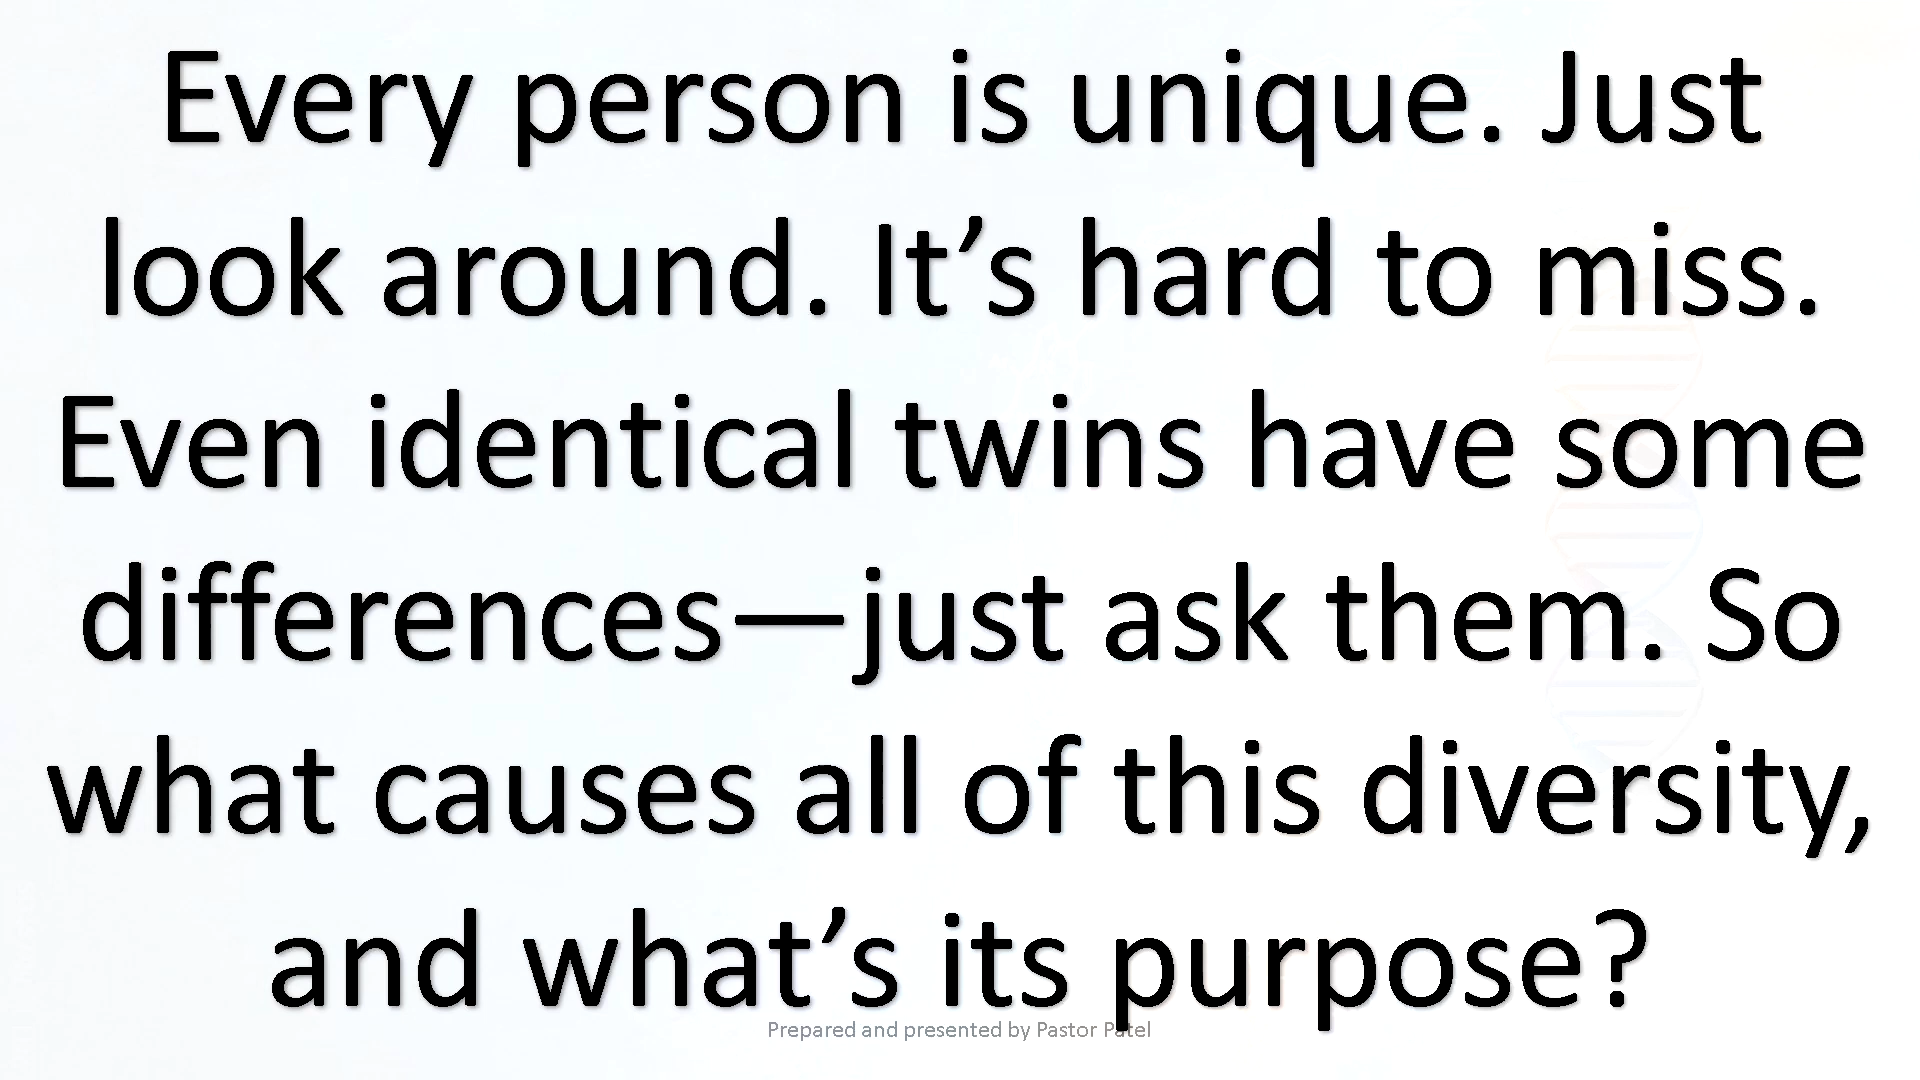 Every person is unique. Just
look around. It’s hard to miss.
Even identical twins have some
differences—just ask them. So
what causes all of this diversity,
and what’s its purpose?
Prepared and presented by Pastor Patel